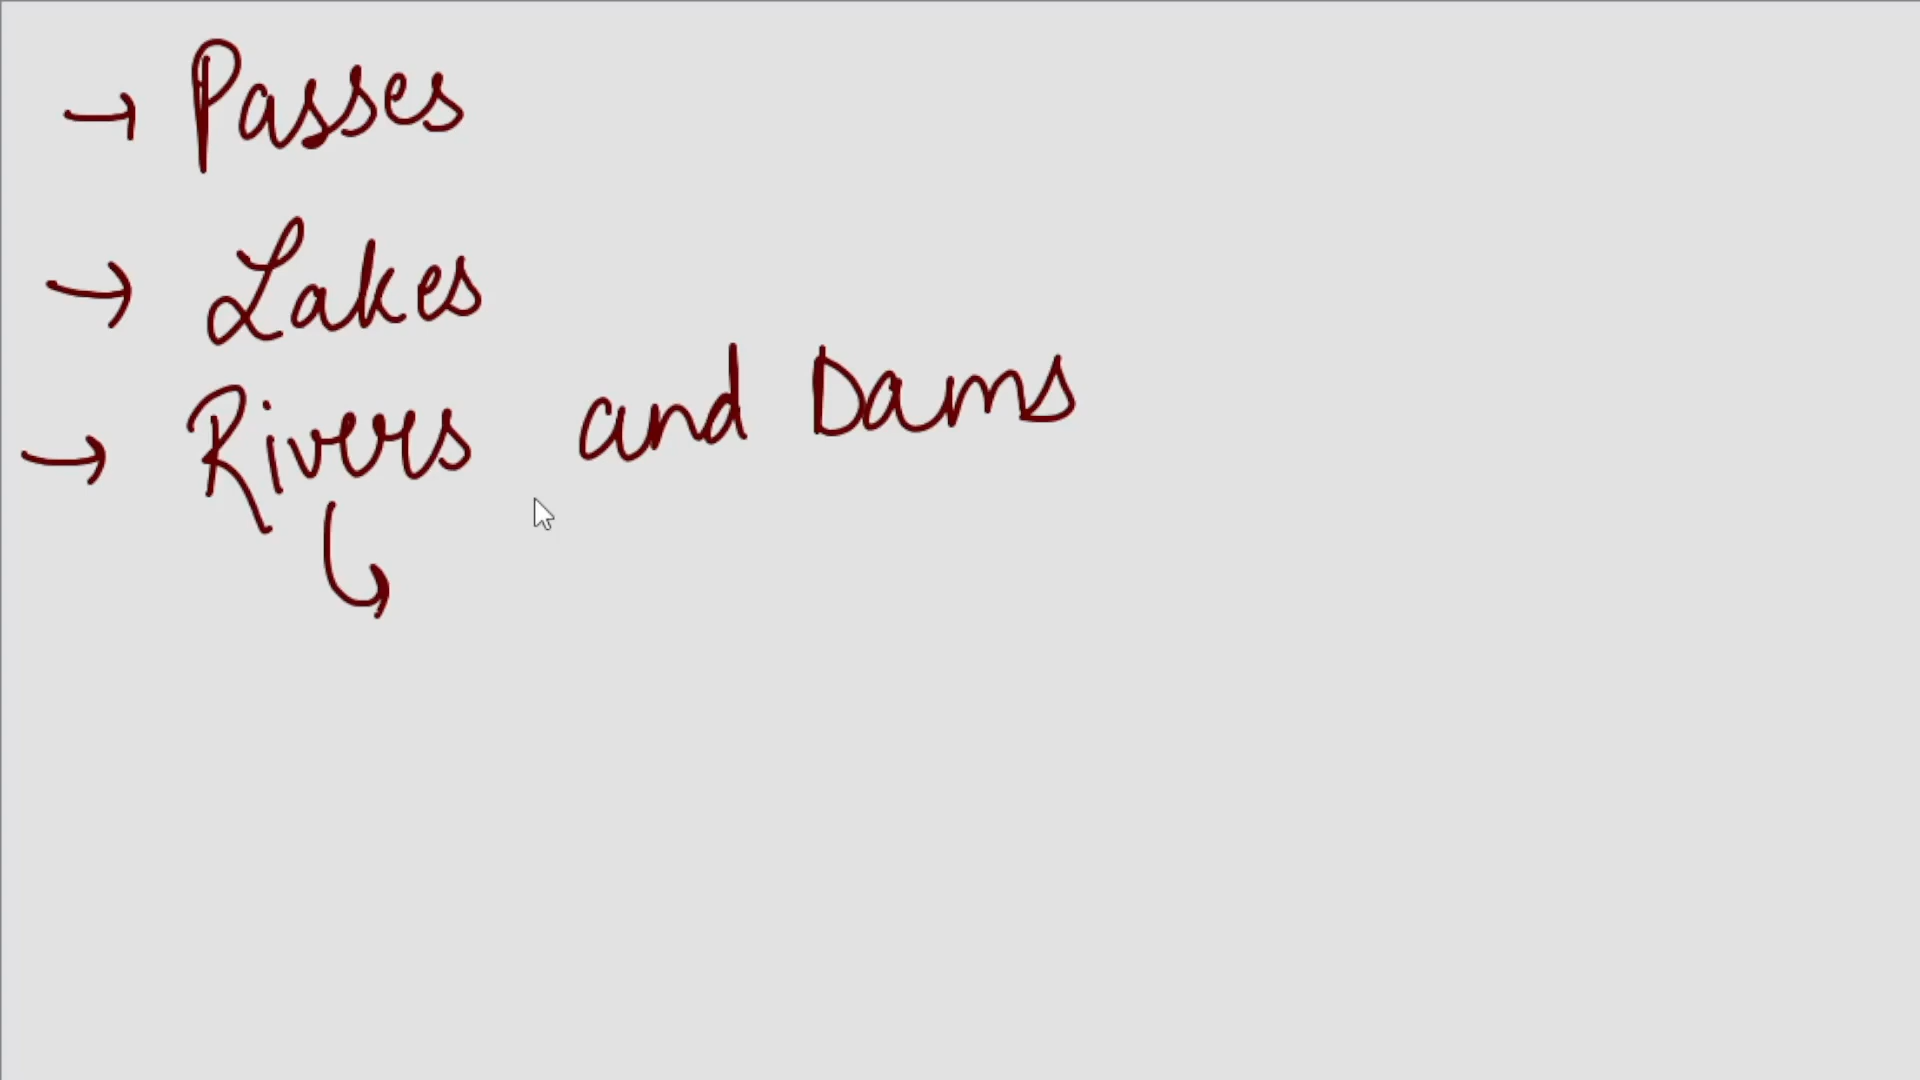 → Passes
→ Lakes
→ Rivers and Dams
↳